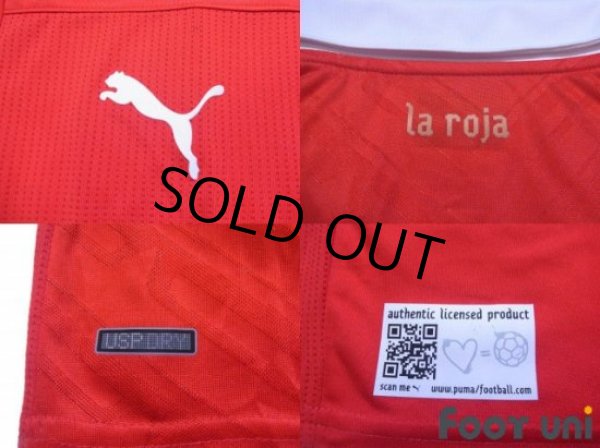 la roja
SOLD OUT
USP DRY
authentic licensed product
=
scan me
www.puma/football.com
Foot uni